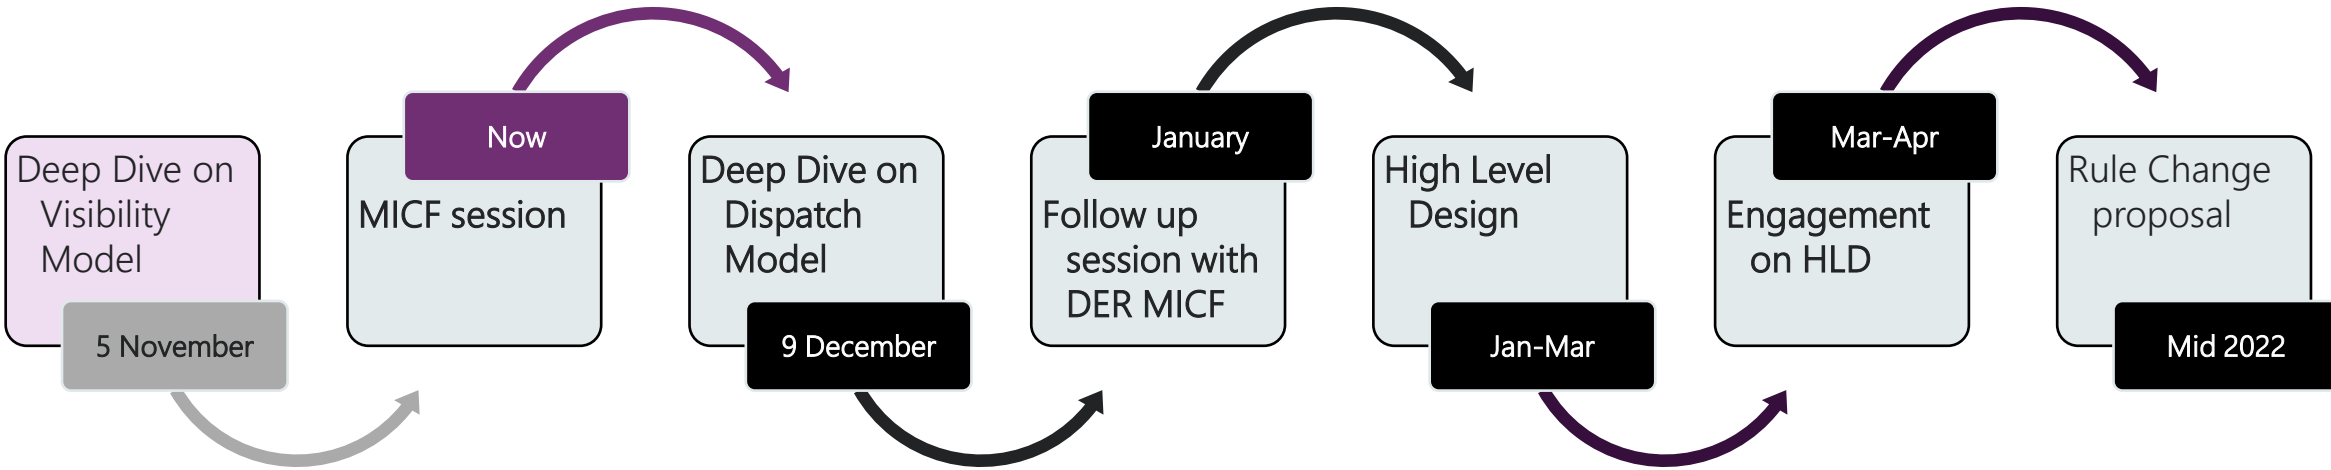 Deep Dive on
Visibility
Model
5 November
Now
MICF session
Deep Dive on
Dispatch
Model
9 December
January
Follow up
session with
DER MICF
High Level
Design
Jan-Mar
Mar-Apr
Engagement
on HLD
Rule Change
proposal
Mid 2022